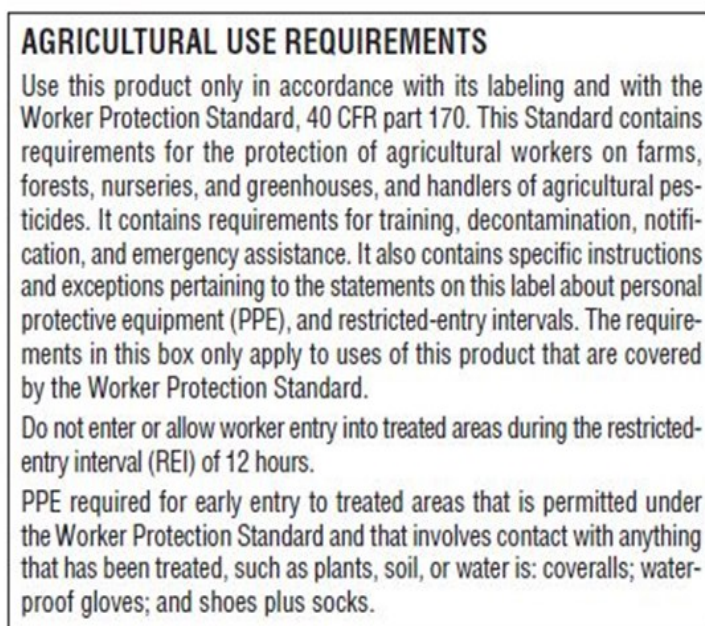 AGRICULTURAL USE REQUIREMENTS
Use this product only in accordance with its labeling and with the
Worker Protection Standard, 40 CFR part 170. This Standard contains
requirements for the protection of agricultural workers on farms,
forests, nurseries, and greenhouses, and handlers of agricultural pes-
ticides. It contains requirements for training, decontamination, notifi-
cation, and emergency assistance. It also contains specific instructions
and exceptions pertaining to the statements on this label about personal
protective equipment (PPE), and restricted-entry intervals. The require-
ments in this box only apply to uses of this product that are covered
by the Worker Protection Standard.
Do not enter or allow worker entry into treated areas during the restricted-
entry interval (REI) of 12 hours.
PPE required for early entry to treated areas that is permitted under
the Worker Protection Standard and that involves contact with anything
that has been treated, such as plants, soil, or water is: coveralls; water-
proof gloves; and shoes plus socks.